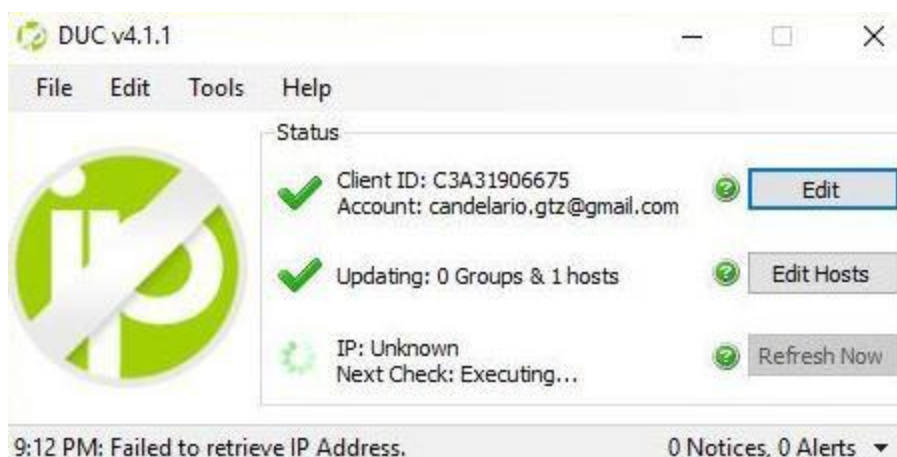 DUC v4.1.1
File Edit Tools Help
Status
Client ID: C3A31906675
Account: candelario.gtz@gmail.com
Edit
Updating: 0 Groups & 1 hosts
Edit Hosts
IP: Unknown
Next Check: Executing...
Refresh Now
9:12 PM: Failed to retrieve IP Address.
0 Notices, 0 Alerts